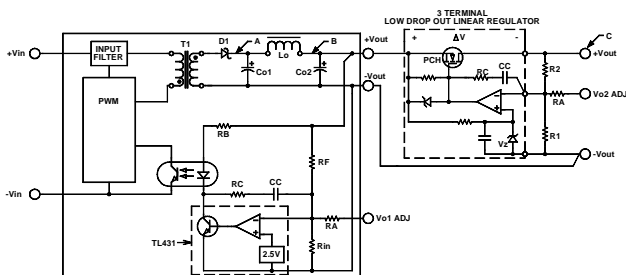 3 TERMINAL
LOW DROP OUT LINEAR REGULATOR
+ ΔV -
C
D1 A B
+Vin
INPUT
FILTER
T1
Lo
+Vout
PCH
+Vout
Co1
Co2
-Vout
RC
CC
R2
PWM
RA
Vo2 ADJ
RB
R1
Vz
-Vout
RF
-Vin
RC
CC
Vo1 ADJ
RA
TL431
Rin
2.5V